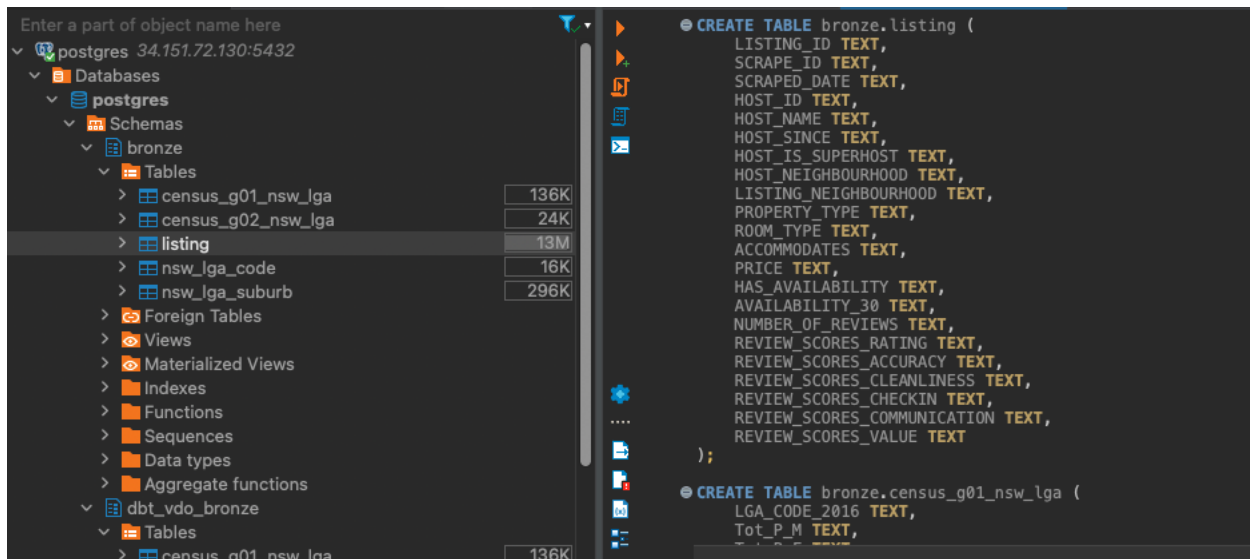 Enter a part of object name here
postgres 34.151.72.130:5432
Databases
postgres
Schemas
bronze
Tables
census_g01_nsw_lga 136K
census_g02_nsw_lga 24K
listing 13M
nsw_lga_code 16K
nsw_lga_suburb 296K
Foreign Tables
Views
Materialized Views
Indexes
Functions
Sequences
Data types
Aggregate functions
dbt_vdo_bronze
Tables
census_g01_nsw_lga 136K
CREATE TABLE bronze.listing (
LISTING_ID TEXT,
SCRAPE_ID TEXT,
SCRAPED_DATE TEXT,
HOST_ID TEXT,
HOST_NAME TEXT,
HOST_SINCE TEXT,
HOST_IS_SUPERHOST TEXT,
HOST_NEIGHBOURHOOD TEXT,
LISTING_NEIGHBOURHOOD TEXT,
PROPERTY_TYPE TEXT,
ROOM_TYPE TEXT,
ACCOMMODATES TEXT,
PRICE TEXT,
HAS_AVAILABILITY TEXT,
AVAILABILITY_30 TEXT,
NUMBER_OF_REVIEWS TEXT,
REVIEW_SCORES_RATING TEXT,
REVIEW_SCORES_ACCURACY TEXT,
REVIEW_SCORES_CLEANLINESS TEXT,
REVIEW_SCORES_CHECKIN TEXT,
REVIEW_SCORES_COMMUNICATION TEXT,
REVIEW_SCORES_VALUE TEXT
);
CREATE TABLE bronze.census_g01_nsw_lga (
LGA_CODE_2016 TEXT,
Tot_P_M TEXT,